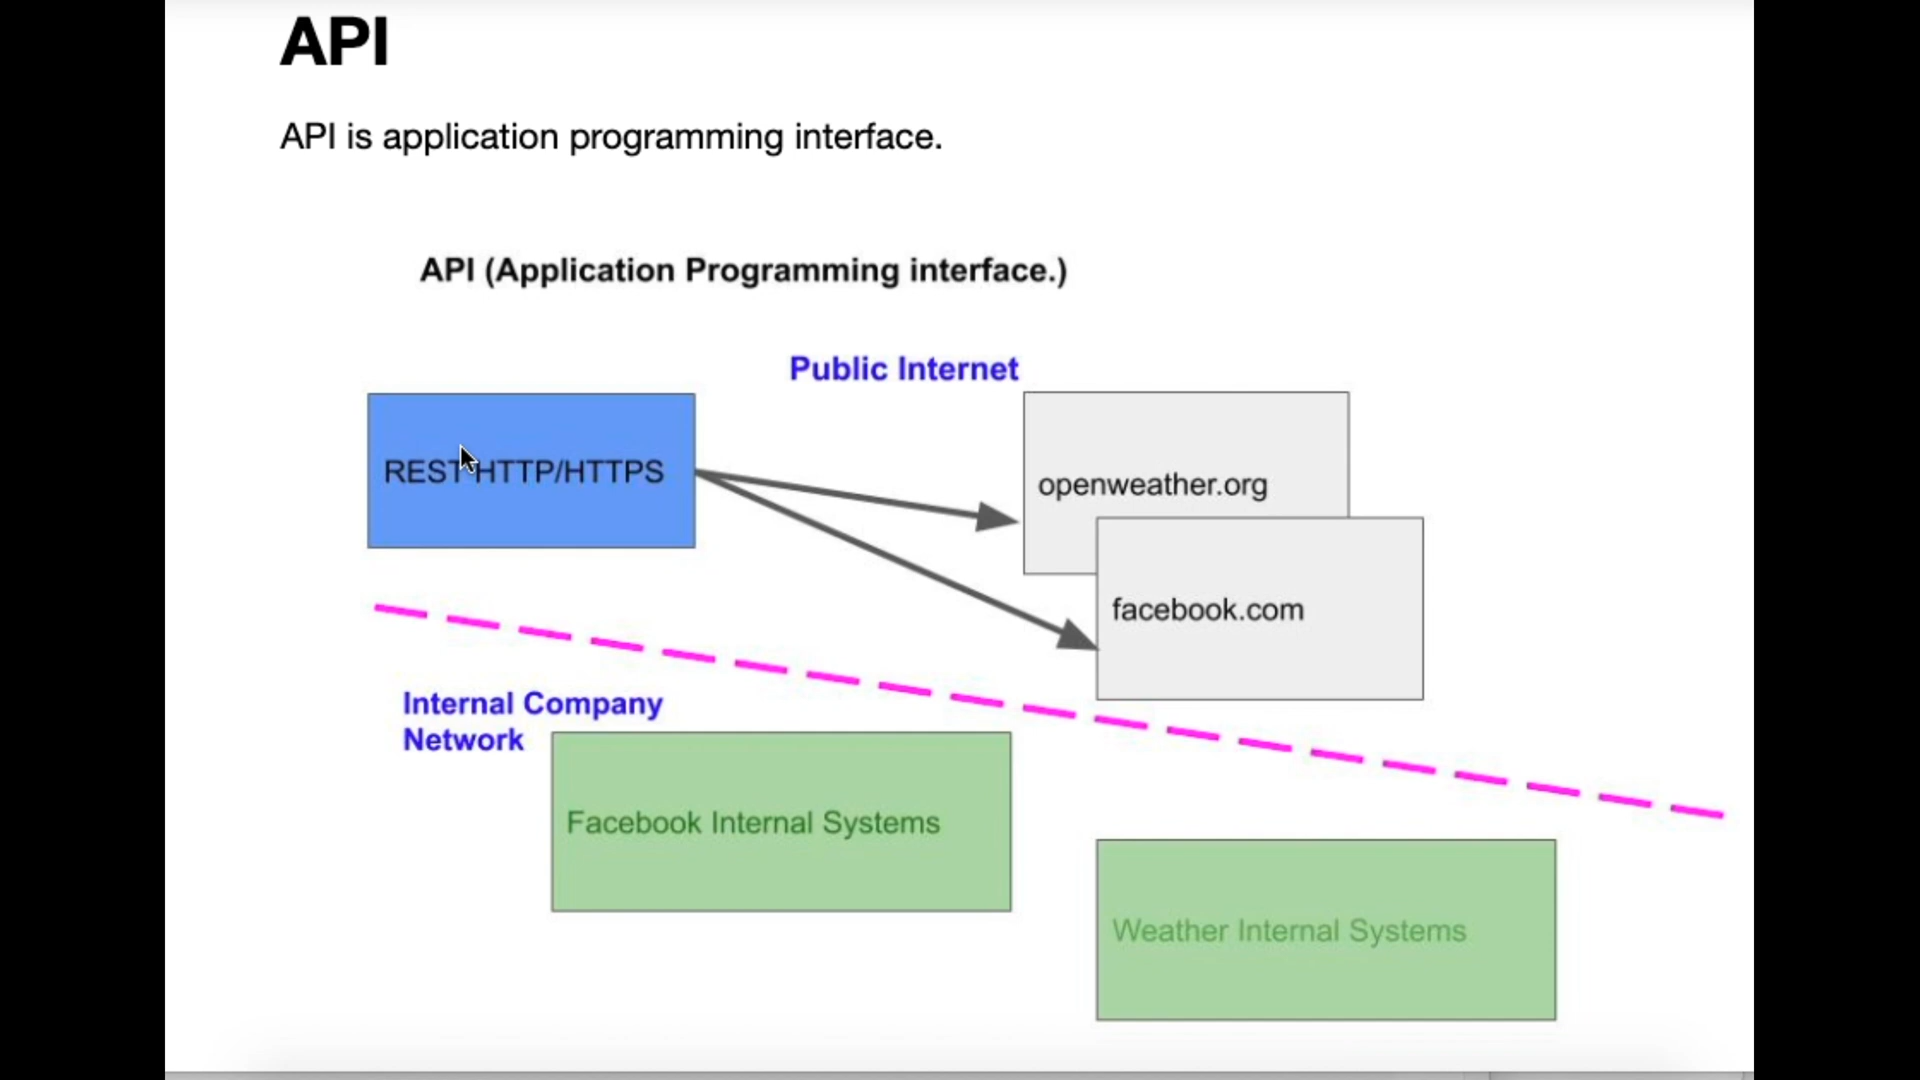 API
API is application programming interface.
API (Application Programming interface.)
Public Internet
REST HTTP/HTTPS
openweather.org
facebook.com
Internal Company
Network
Facebook Internal Systems
Weather Internal Systems